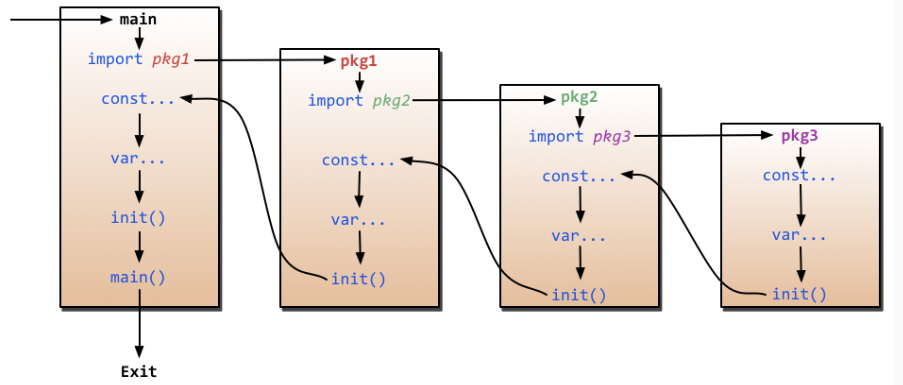 main
import pkg1
const...
var...
init()
main()
Exit
pkg1
import pkg2
const...
var...
init()
pkg2
import pkg3
const...
var...
init()
pkg3
const...
var...
init()